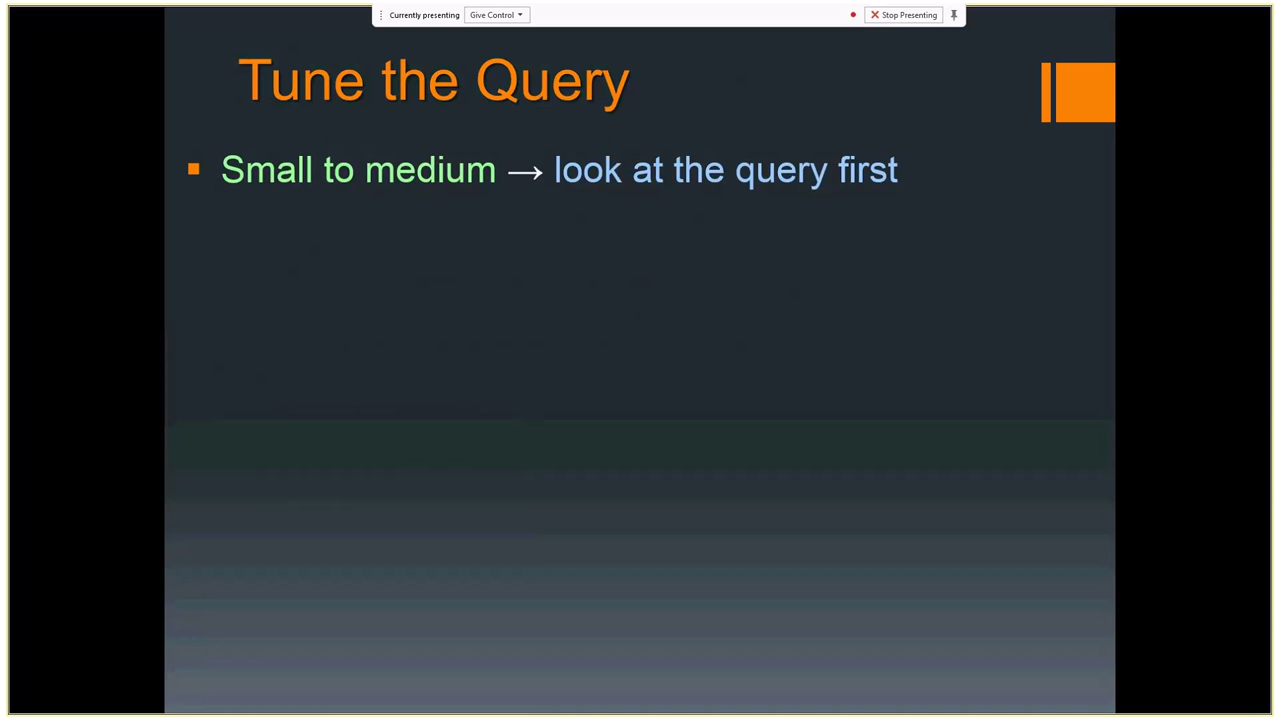 Currently presenting Give Control Stop Presenting
Tune the Query
Small to medium → look at the query first